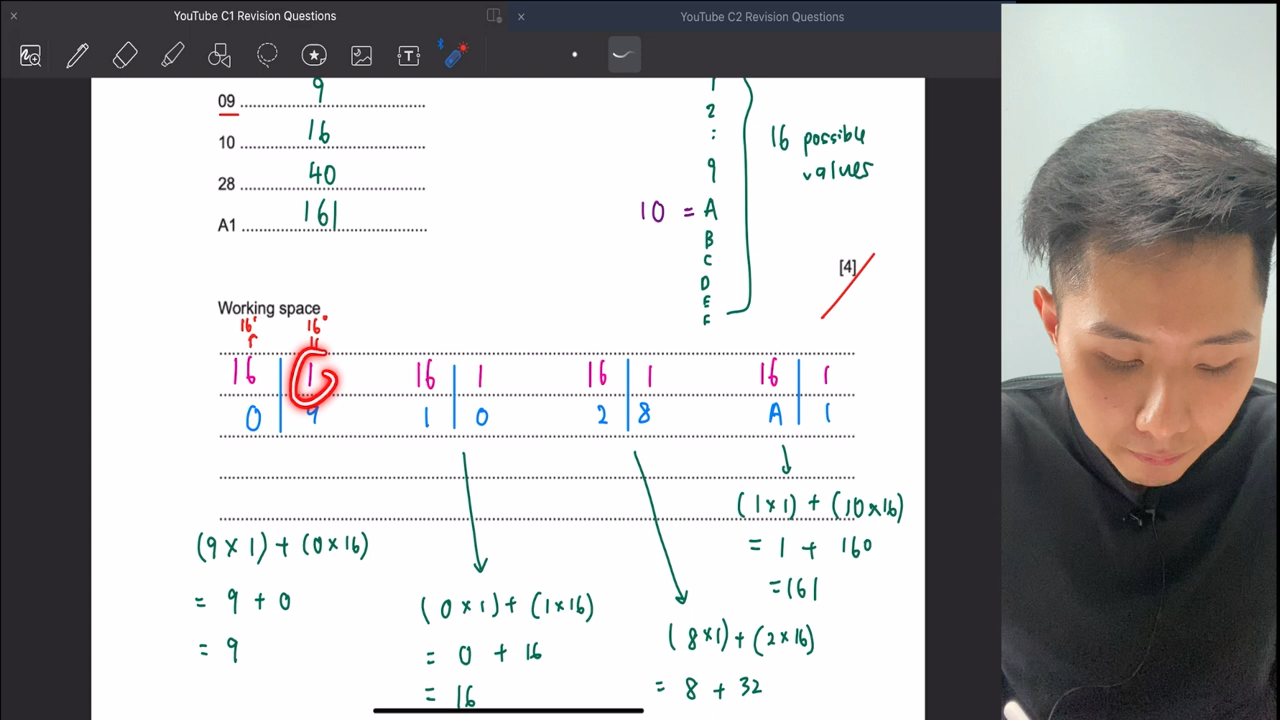 YouTube C1 Revision Questions
YouTube C2 Revision Questions
09 9
10 16
28 40
A1 161
1
2
:
9
10 = A
B
C
D
E
F
16 possible
values
[4]
Working space
16¹ 16⁰
16 1 16 1 16 1 16 1
0 9 1 0 2 8 A 1
(9 × 1) + (0 × 16)
= 9 + 0
= 9
(0 × 1) + (1 × 16)
= 0 + 16
= 16
(8 × 1) + (2 × 16)
= 8 + 32
(1 × 1) + (10 × 16)
= 1 + 160
= 161